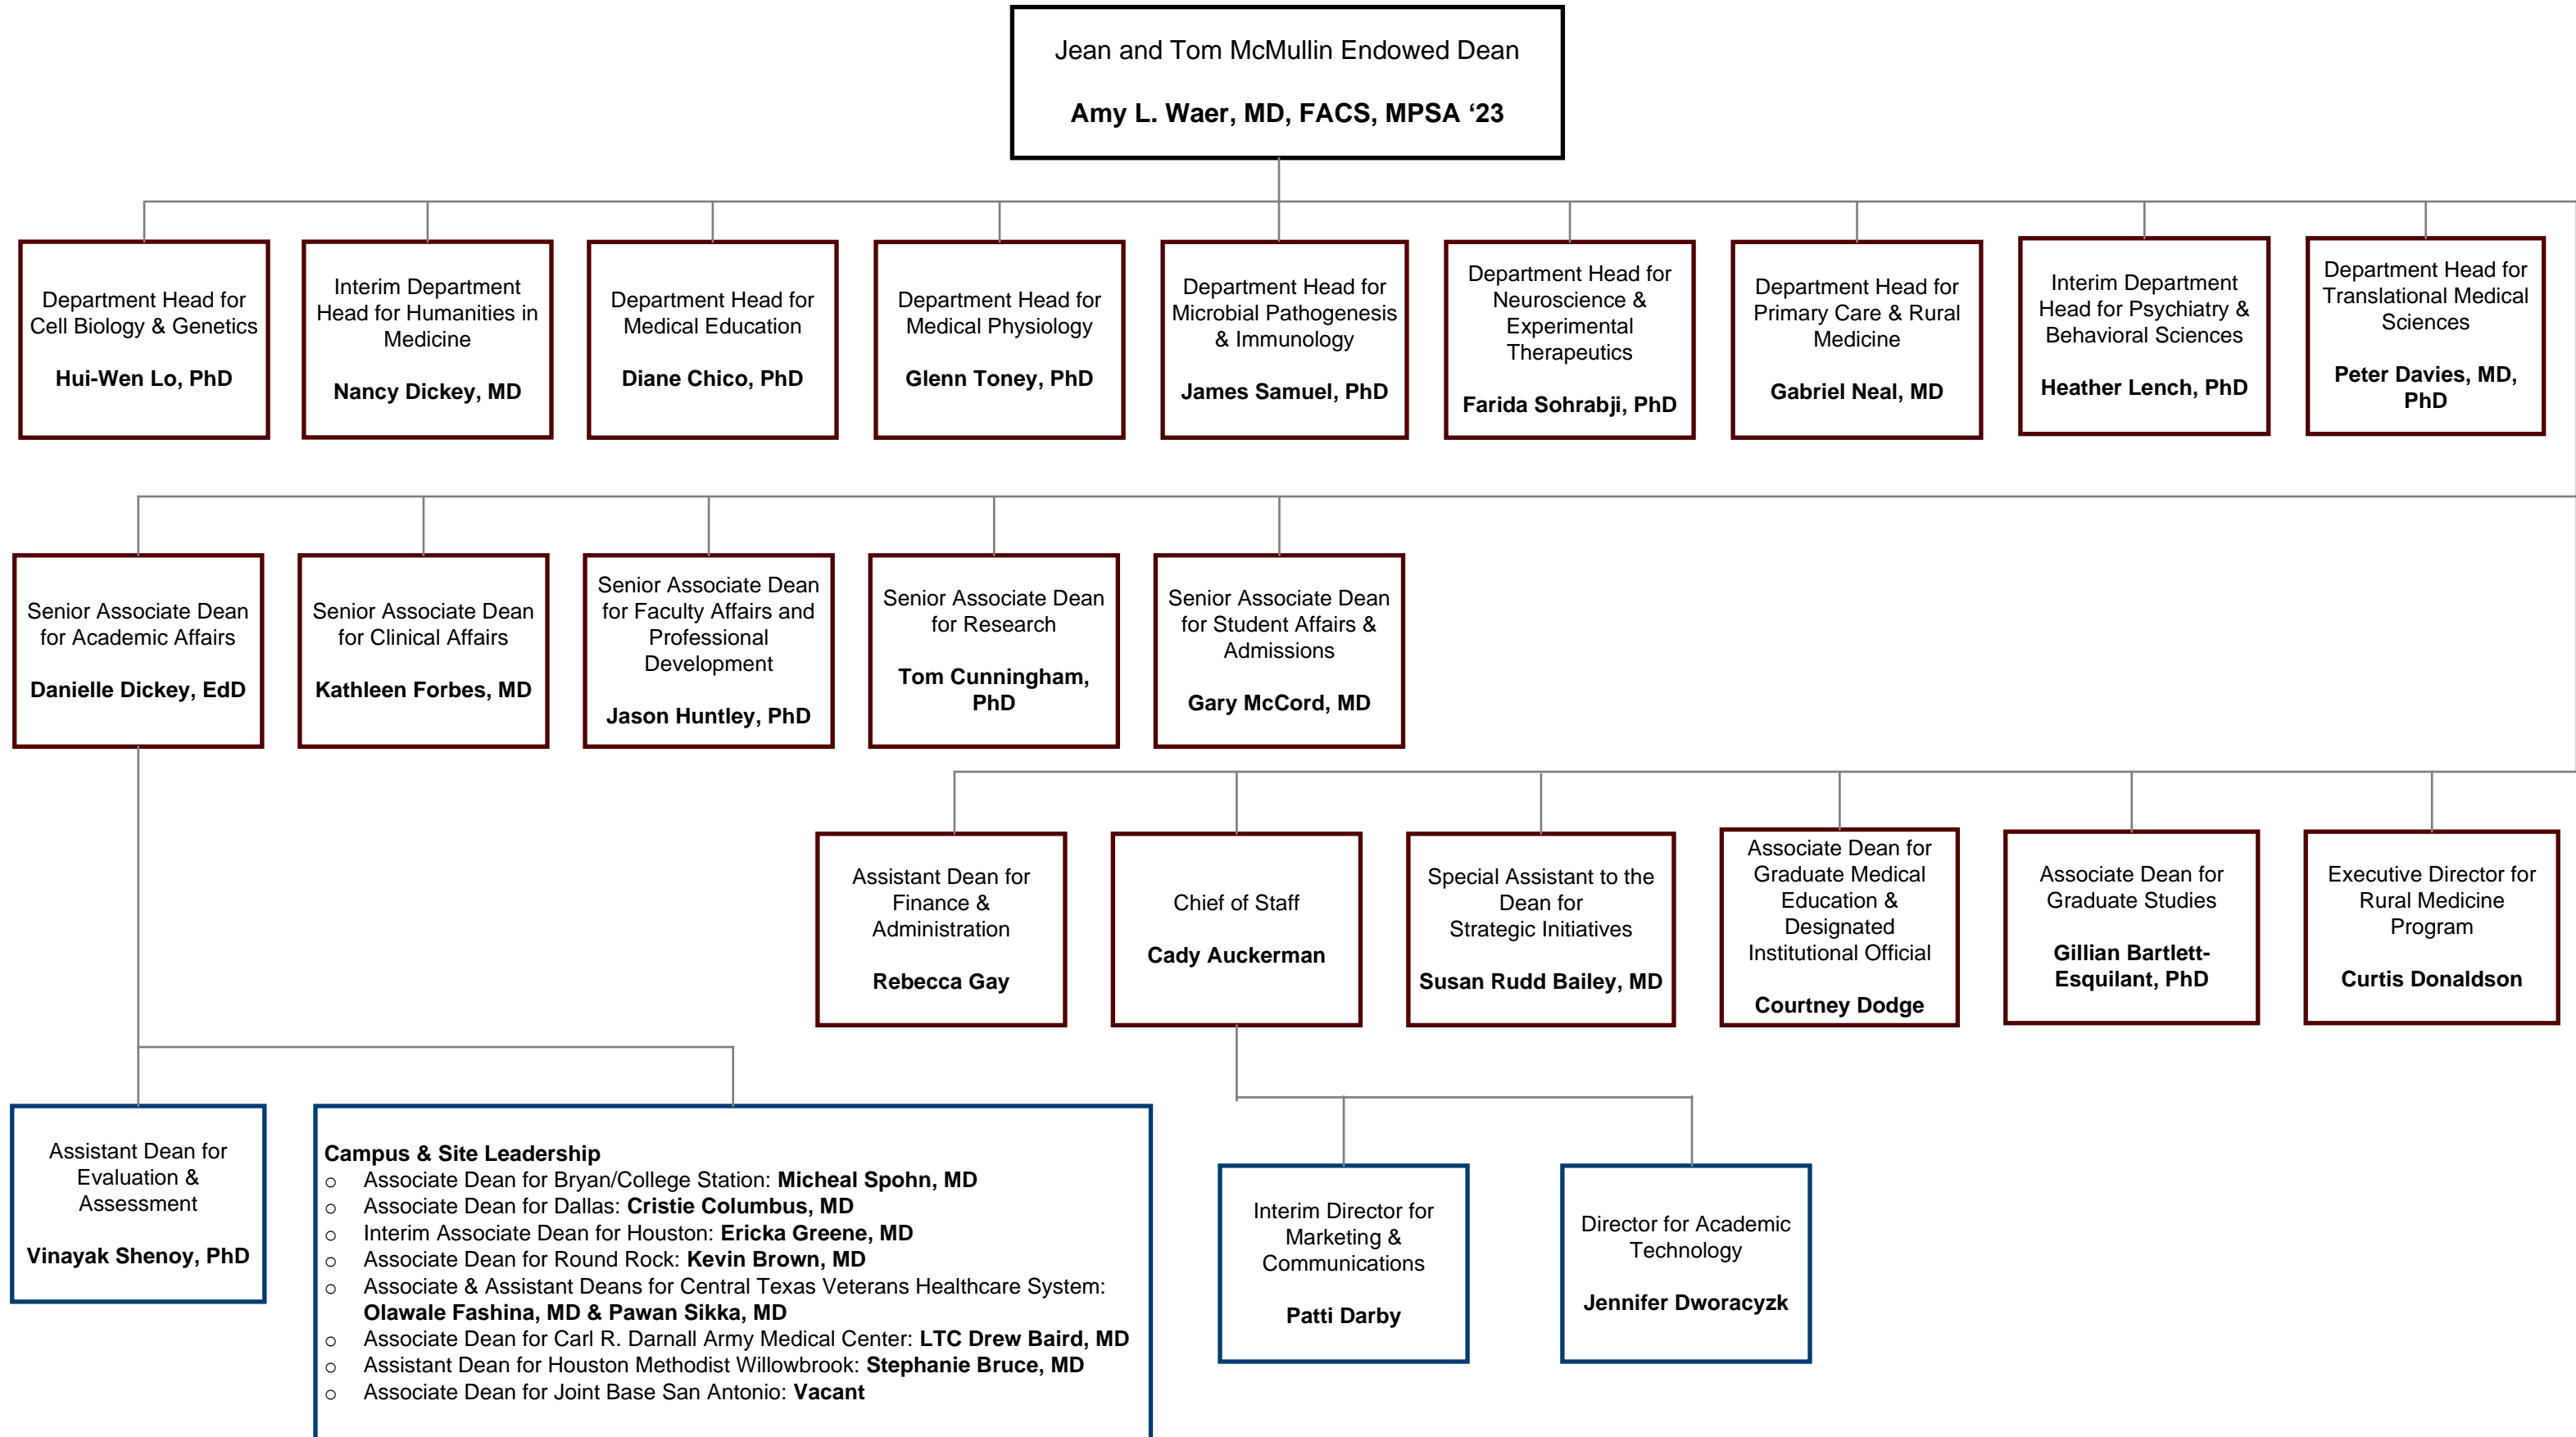 Jean and Tom McMullin Endowed Dean
Amy L. Waer, MD, FACS, MPSA ‘23
Department Head for
Cell Biology & Genetics
Hui-Wen Lo, PhD
Interim Department
Head for Humanities in
Medicine
Nancy Dickey, MD
Department Head for
Medical Education
Diane Chico, PhD
Department Head for
Medical Physiology
Glenn Toney, PhD
Department Head for
Microbial Pathogenesis
& Immunology
James Samuel, PhD
Department Head for
Neuroscience &
Experimental
Therapeutics
Farida Sohrabji, PhD
Department Head for
Primary Care & Rural
Medicine
Gabriel Neal, MD
Interim Department
Head for Psychiatry &
Behavioral Sciences
Heather Lench, PhD
Department Head for
Translational Medical
Sciences
Peter Davies, MD,
PhD
Senior Associate Dean
for Academic Affairs
Danielle Dickey, EdD
Senior Associate Dean
for Clinical Affairs
Kathleen Forbes, MD
Senior Associate Dean
for Faculty Affairs and
Professional
Development
Jason Huntley, PhD
Senior Associate Dean
for Research
Tom Cunningham,
PhD
Senior Associate Dean
for Student Affairs &
Admissions
Gary McCord, MD
Assistant Dean for
Finance &
Administration
Rebecca Gay
Chief of Staff
Cady Auckerman
Special Assistant to the
Dean for
Strategic Initiatives
Susan Rudd Bailey, MD
Associate Dean for
Graduate Medical
Education &
Designated
Institutional Official
Courtney Dodge
Associate Dean for
Graduate Studies
Gillian Bartlett-
Esquilant, PhD
Executive Director for
Rural Medicine
Program
Curtis Donaldson
Assistant Dean for
Evaluation &
Assessment
Vinayak Shenoy, PhD
Campus & Site Leadership
o Associate Dean for Bryan/College Station: Micheal Spohn, MD
o Associate Dean for Dallas: Cristie Columbus, MD
o Interim Associate Dean for Houston: Ericka Greene, MD
o Associate Dean for Round Rock: Kevin Brown, MD
o Associate & Assistant Deans for Central Texas Veterans Healthcare System:
Olawale Fashina, MD & Pawan Sikka, MD
o Associate Dean for Carl R. Darnall Army Medical Center: LTC Drew Baird, MD
o Assistant Dean for Houston Methodist Willowbrook: Stephanie Bruce, MD
o Associate Dean for Joint Base San Antonio: Vacant
Interim Director for
Marketing &
Communications
Patti Darby
Director for Academic
Technology
Jennifer Dworacyzk